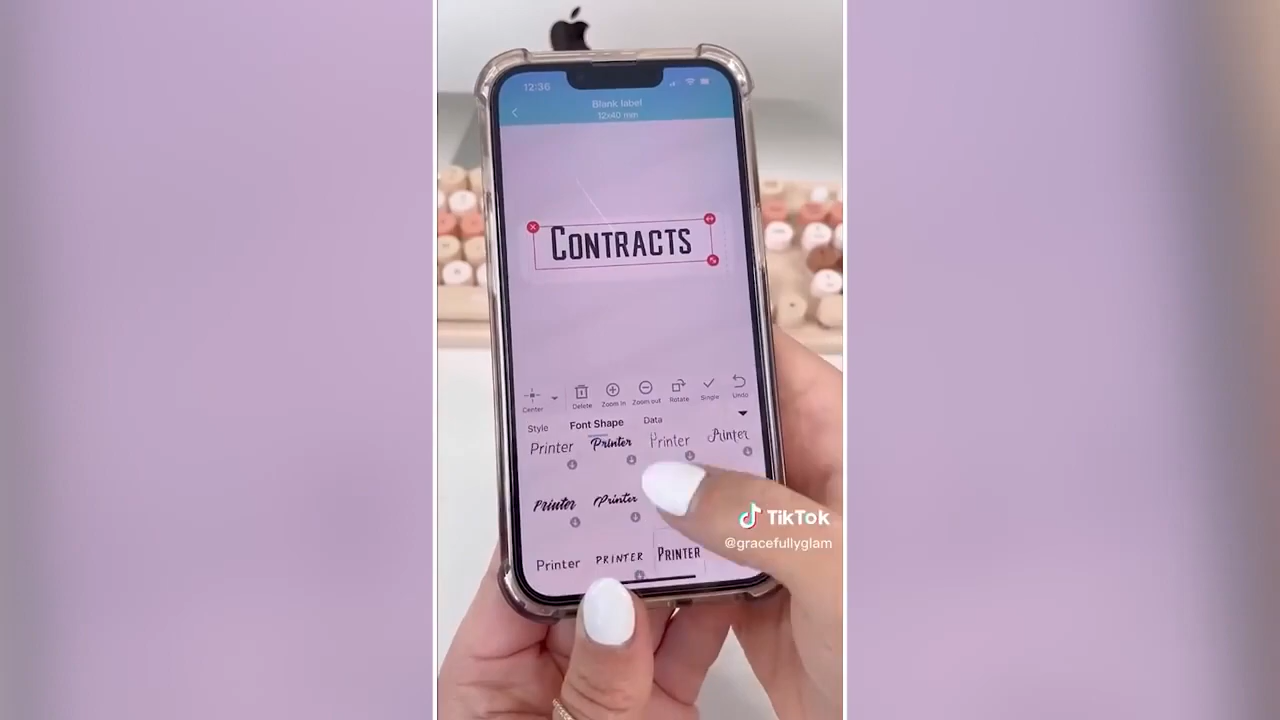 12:36
Blank label
12x40 mm
CONTRACTS
Center
Delete
Zoom in
Zoom out
Rotate
Single
Undo
Style
Font Shape
Data
Printer
Printer
Printer
Printer
Printer
Printer
Printer
PRINTER
PRINTER
TikTok
@gracefullyglam